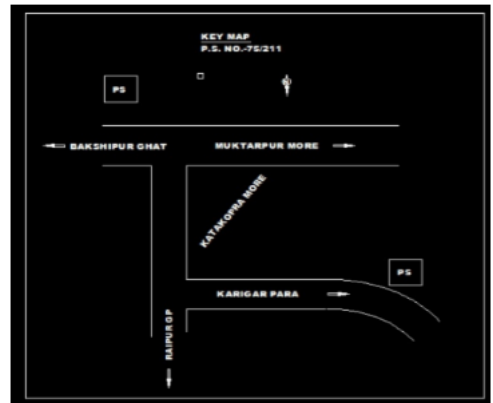 KEY MAP
P.S. NO.-75/211
PS
BAKSHIPUR GHAT
MUKTARPUR MORE
KATAKOPRA MORE
PS
KARIGAR PARA
RAIPUR GP